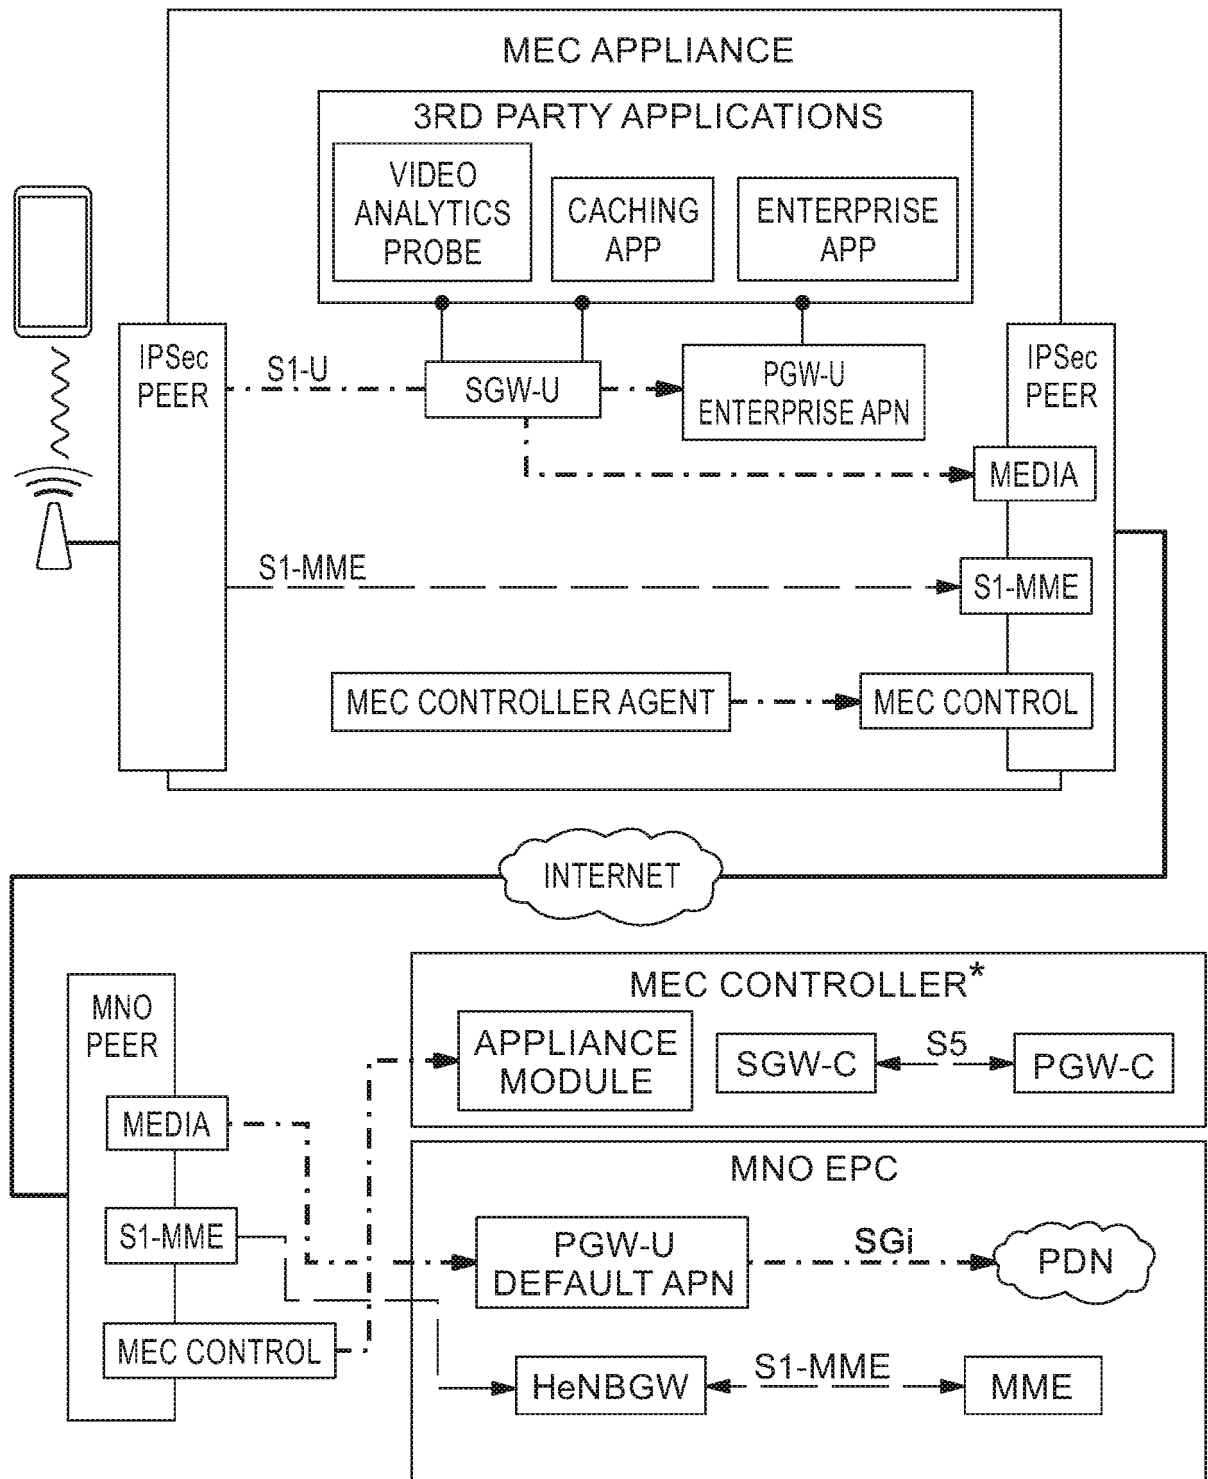 MEC APPLIANCE
3RD PARTY APPLICATIONS
VIDEO
ANALYTICS
PROBE
CACHING
APP
ENTERPRISE
APP
IPSec
PEER
S1-U
SGW-U
PGW-U
ENTERPRISE APN
IPSec
PEER
MEDIA
S1-MME
S1-MME
MEC CONTROLLER AGENT
MEC CONTROL
INTERNET
MNO
PEER
MEDIA
S1-MME
MEC CONTROL
MEC CONTROLLER*
APPLIANCE
MODULE
SGW-C
S5
PGW-C
MNO EPC
PGW-U
DEFAULT APN
SGi
PDN
HeNBGW
S1-MME
MME